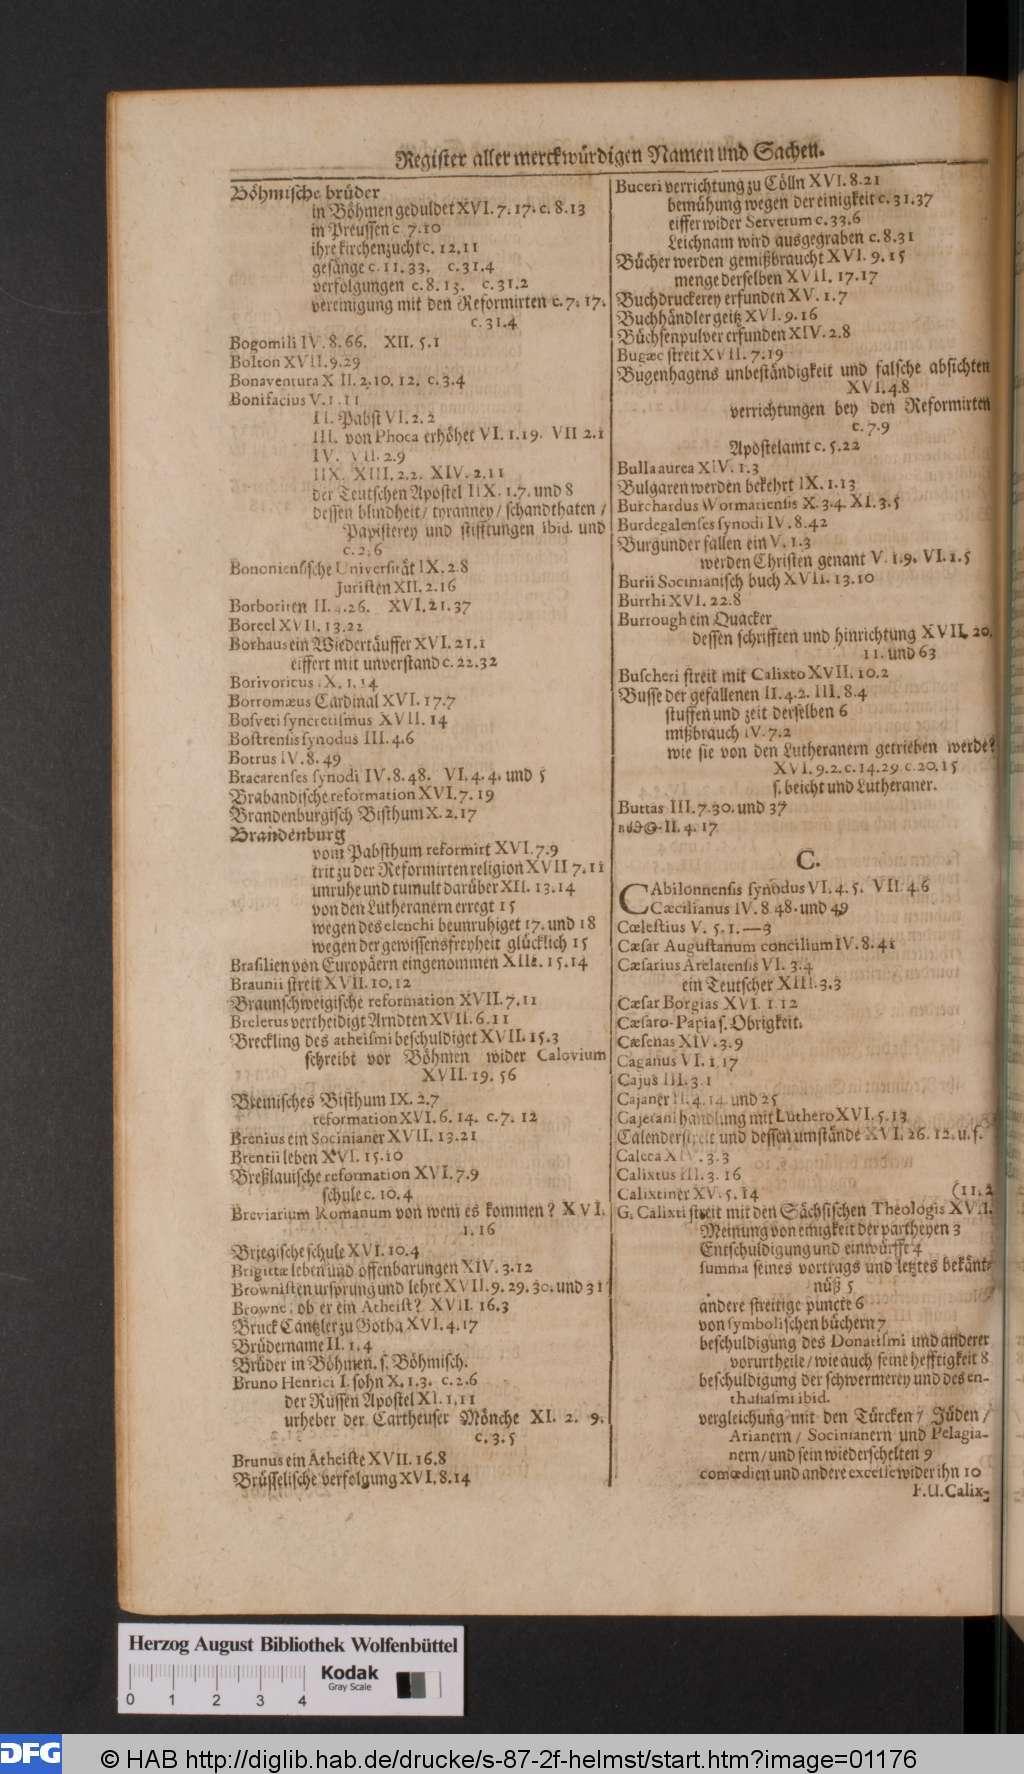 Register aller merckwürdigen Namen und Sachen.
Böhmische brüder
in Böhmen geduldet XVI. 7. 17. c. 8. 13
in Preussen c. 7. 10
ihre kirchenzucht c. 12. 11
gesänge c. 11. 33. c. 31. 4
verfolgungen c. 8. 13. c. 31. 2
vereinigung mit den Reformirten c. 7. 17.
c. 31. 4
Bogomili IV. 8. 66. XII. 5. 1
Bolton XVII. 9. 29
Bonaventura X II. 2. 10. 12. c. 3. 4
Bonifacius V. 1. 11
II. Pabst VI. 2. 2
III. von Phoca erhöhet VI. 1. 19. VII 2. 1
IV. VII. 2. 9
IIX. XIII. 2. 2. XIV. 2. 11
der Teutschen Apostel IIX. 1. 7. und 8
dessen blindheit / tyranney / schandthaten /
Papisterey und stifftungen ibid. und
c. 2. 6
Bononiensische Universität IX. 2. 8
Juristen XII. 2. 16
Borboriten II. 4. 26. XVI. 21. 37
Boreel XVII. 13. 22
Borhaus ein Wiedertäuffer XVI. 21. 1
eiffert mit unverstand c. 22. 32
Borivoricus IX. 1. 14
Borromæus Cardinal XVI. 17. 7
Bosveti syncretismus XVII. 14
Bostrensis synodus III. 4. 6
Botrus IV. 8. 49
Bracarenses synodi IV. 8. 48. VI. 4. 4. und 5
Brabandische reformation XVI. 7. 19
Brandenburgisch Bisthum X. 2. 17
Brandenburg
vom Pabsthum reformirt XVI. 7. 9
trit zu der Reformirten religion XVII 7. 11
unruhe und tumult darüber XII. 13. 14
von den Lutheranern erregt 15
wegen des elenchi beunruhiget 17. und 18
wegen der gewissensfreyheit glücklich 15
Brasilien von Europäern eingenommen XIII. 15. 14
Braunii streit XVII. 10. 12
Braunschweigische reformation XVII. 7. 11
Brelerus vertheidigt Arndten XVII. 6. 11
Breckling des atheismi beschuldiget XVII. 15. 3
schreibt vor Böhmen wider Calovium
XVII. 19. 56
Bremisches Bisthum IX. 2. 7
reformation XVI. 6. 14. c. 7. 12
Brenius ein Socinianer XVII. 13. 21
Brentii leben XVI. 15. 10
Breßlauische reformation XVI. 7. 9
schule c. 10. 4
Breviarium Romanum von wem es kommen? XVI.
1. 16
Briegische schule XVI. 10. 4
Brigittæ leben und offenbarungen XIV. 3. 12
Brownisten ursprung und lehre XVII. 9. 29. 30. und 31
Browne, ob er ein Atheist? XVII. 16. 3
Bruck Cantzler zu Gotha XVI. 4. 17
Brüdername II. 1. 4
Brüder in Böhmen. s. Böhmisch.
Bruno Henrici I. sohn X. 1. 3. c. 2. 6
der Russen Apostel XI. 1. 11
urheber der Cartheuser Mönche XI. 2. 9.
c. 3. 5
Brunus ein Atheiste XVII. 16. 8
Brüsselische verfolgung XVI. 8. 14
Buceri verrichtung zu Cölln XVI. 8. 21
bemühung wegen der einigkeit c. 31. 37
eiffer wider Servetum c. 33. 6
Leichnam wird ausgegraben c. 8. 31
Bücher werden gemißbraucht XVI. 9. 15
menge derselben XVII. 17. 17
Buchdruckerey erfunden XV. 1. 7
Buchhändler geitz XVI. 9. 16
Büchsenpulver erfunden XIV. 2. 8
Bugæc streit XVII. 7. 19
Bugenhagens unbeständigkeit und falsche absichten
XVI. 4. 8
verrichtungen bey den Reformirten
c. 7. 9
Apostelamt c. 5. 22
Bulla aurea XIV. 1. 3
Bulgaren werden bekehrt IX. 1. 13
Burchardus Wormatiensis X. 3. 4. XI. 3. 5
Burdegalenses synodi IV. 8. 42
Burgunder fallen ein V. 1. 3
werden Christen genant V. 1. 9. VI. 1. 5
Burii Socinianisch buch XVII. 13. 10
Burrhi XVI. 22. 8
Burrough ein Quacker
dessen schrifften und hinrichtung XVII. 20.
11. und 63
Buscheri streit mit Calixto XVII. 10. 2
Busse der gefallenen II. 4. 2. III. 8. 4
stuffen und zeit derselben 6
mißbrauch IV. 7. 2
wie sie von den Lutheranern getrieben werde?
XVI. 9. 2. c. 14. 29 c. 20. 15
s. beicht und Lutheraner.
Buttas III. 7. 30. und 37
II. 4. 17
C.
CAbilonnensis synodus VI. 4. 5. VII. 4. 6
Cæcilianus IV. 8 48. und 49
Cœlestius V. 5. 1.—3
Cæsar Augustanum concilium IV. 8. 41
Cæsarius Arelatensis VI. 3. 4
ein Teutscher XIII. 3. 3
Cæsar Borgias XVI. 1. 12
Cæsaro-Papia s. Obrigkeit.
Cæsenas XIV. 3. 9
Caganus VI. 1. 17
Cajus III. 3. 1
Cajaner II. 4. 14. und 25
Cajetani handlung mit Luthero XVI. 5. 13
Calenderstreit und dessen umstände XVI. 26. 12. u. f.
Caleca XIV. 3. 3
Calixtus III. 3. 16
Calixtiner XV. 5. 14 (11. 2
G. Calixti streit mit den Sächsischen Theologis XVII.
Meinung von einigkeit der partheyen 3
Entschuldigung und einwürffe 4
summa seines vortrags und letztes bekänt-
nüß 5
andere streitige puncte 6
von symbolischen büchern 7
beschuldigung des Donatismi und anderer
vorurtheile / wie auch seine hefftigkeit 8
beschuldigung der schwermerey und des en-
thusiasmi ibid.
vergleichung mit den Türcken / Jüden /
Arianern / Socinianern und Pelagia-
nern / und sein wiederschelten 9
comœdien und andere excesse wider ihn 10
F. U. Calix-
Herzog August Bibliothek Wolfenbüttel
Kodak
Gray Scale
0 1 2 3 4
DFG © HAB http://diglib.hab.de/drucke/s-87-2f-helmst/start.htm?image=01176